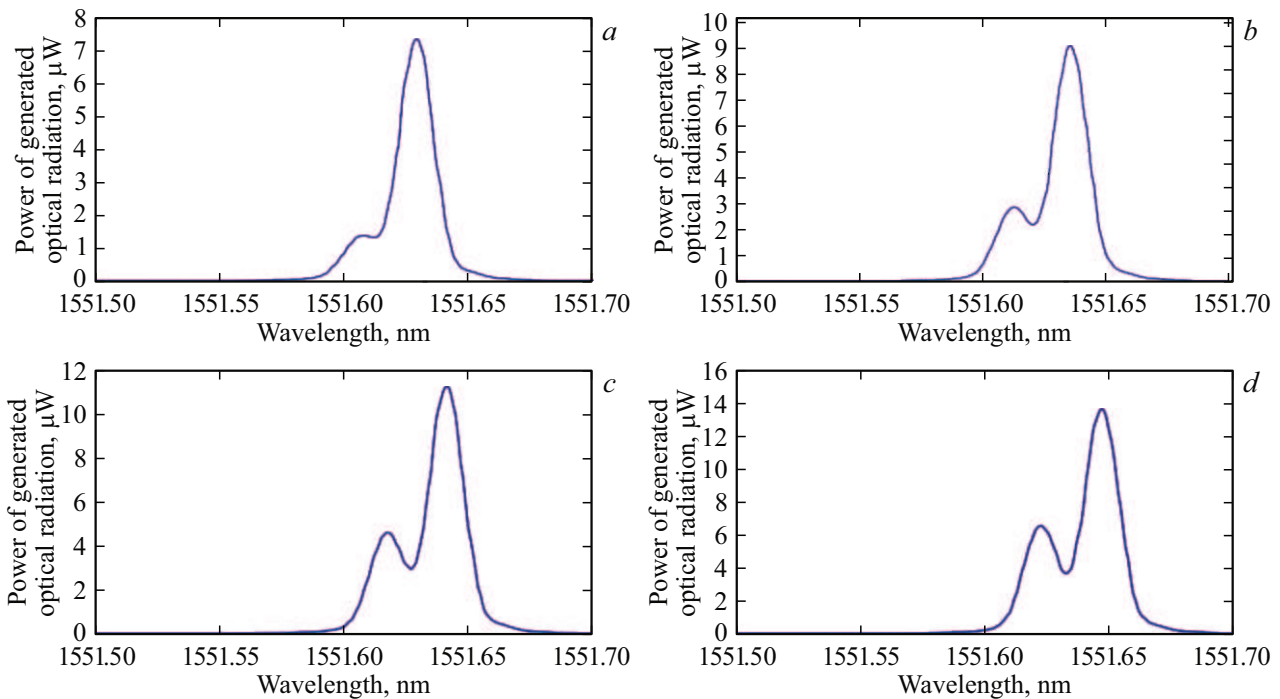 a
Power of generated
optical radiation, μW
8
7
6
5
4
3
2
1
0
1551.50 1551.55 1551.60 1551.65 1551.70
Wavelength, nm
b
Power of generated
optical radiation, μW
10
9
8
7
6
5
4
3
2
1
0
1551.50 1551.55 1551.60 1551.65 1551.70
Wavelength, nm
c
Power of generated
optical radiation, μW
12
10
8
6
4
2
0
1551.50 1551.55 1551.60 1551.65 1551.70
Wavelength, nm
d
Power of generated
optical radiation, μW
16
14
12
10
8
6
4
2
0
1551.50 1551.55 1551.60 1551.65 1551.70
Wavelength, nm